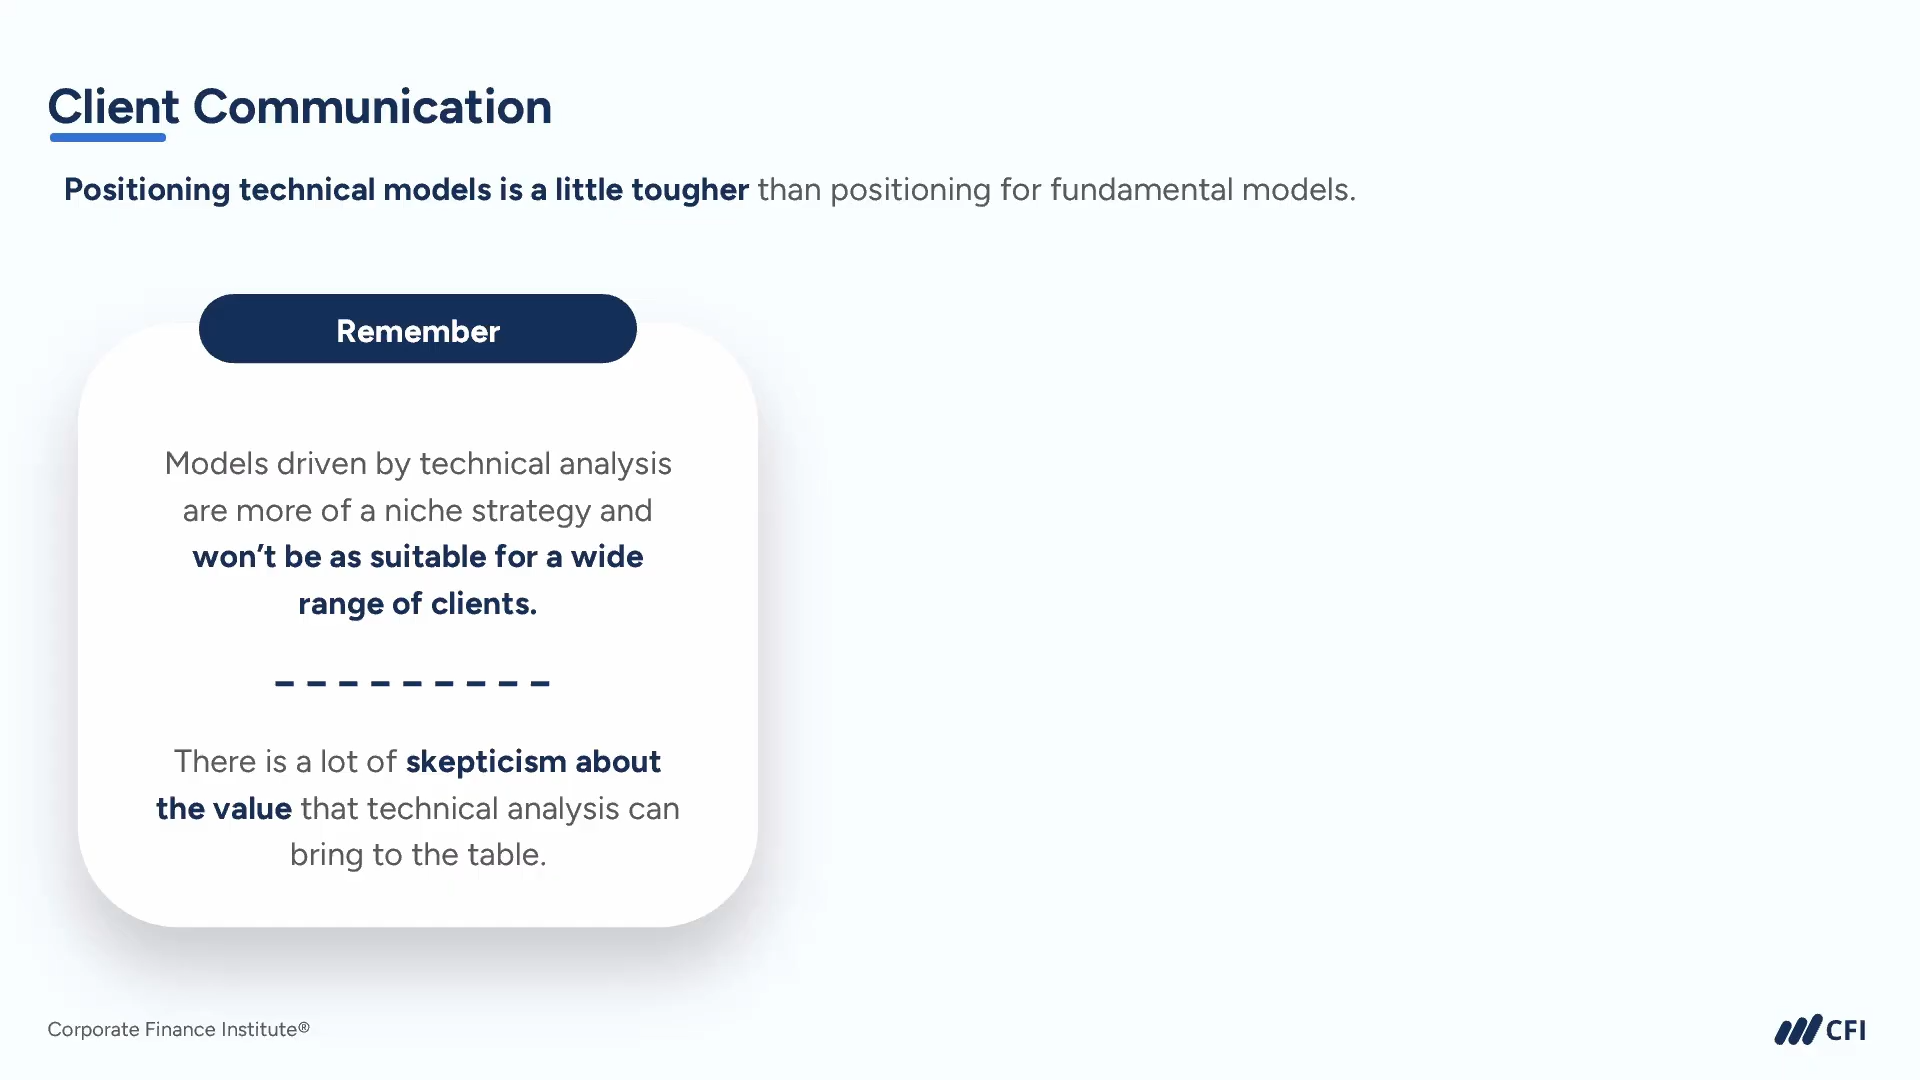 Client Communication
Positioning technical models is a little tougher than positioning for fundamental models.
Remember
Models driven by technical analysis
are more of a niche strategy and
won’t be as suitable for a wide
range of clients.
There is a lot of skepticism about
the value that technical analysis can
bring to the table.
Corporate Finance Institute®
CFI